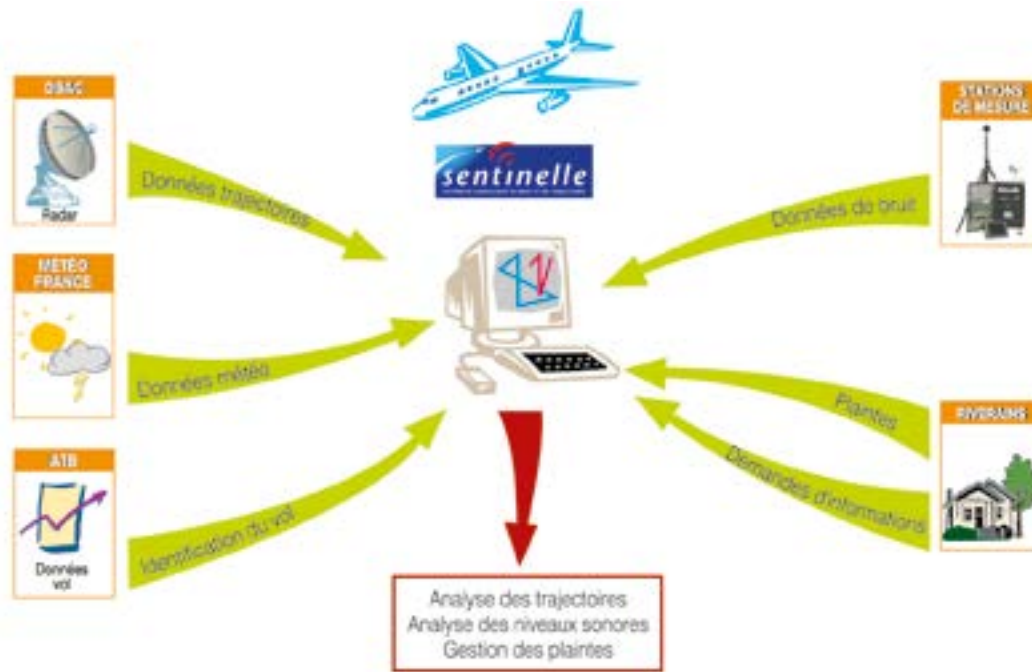 Radar
Données trajectoires
MÉTÉO
FRANCE
Données météo
ATB
Données
vol
Identification du vol
sentinelle
STATIONS
DE MESURE
Données de bruit
Plaintes
RIVERAINS
Demandes d'informations
Analyse des trajectoires
Analyse des niveaux sonores
Gestion des plaintes